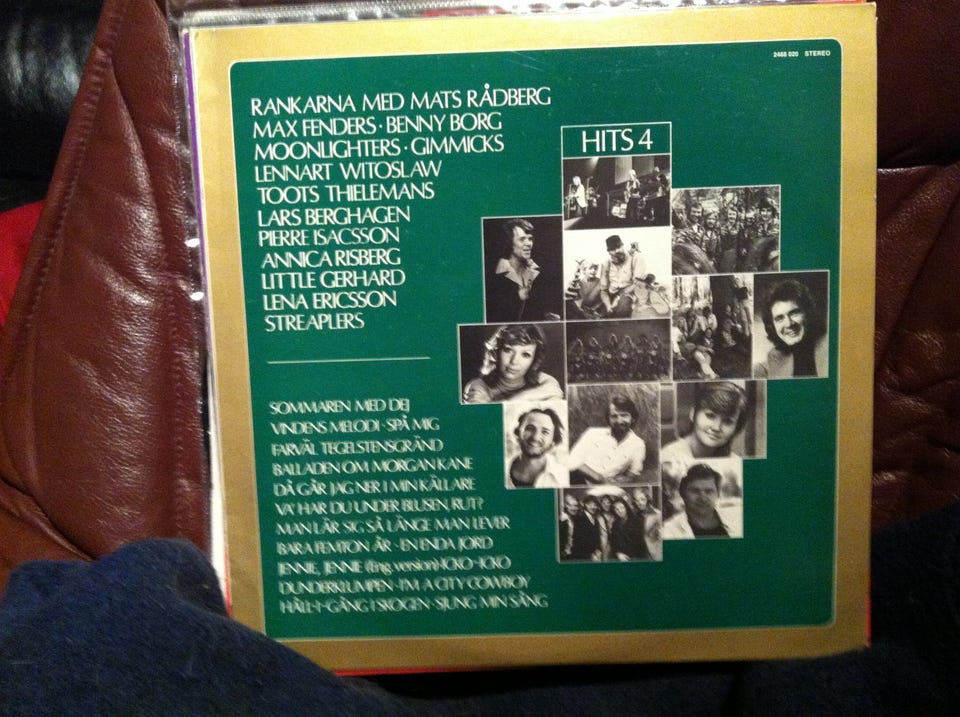 2468 020 STEREO
RANKARNA MED MATS RÅDBERG
MAX FENDERS · BENNY BORG
MOONLIGHTERS · GIMMICKS
LENNART WITOSLAW
TOOTS THIELEMANS
LARS BERGHAGEN
PIERRE ISACSSON
ANNICA RISBERG
LITTLE GERHARD
LENA ERICSSON
STREAPLERS
HITS 4
SOMMAREN MED DEJ
VINDENS MELODI · SPÅ MIG
FARVÄL TEGELSTENSGRÄND
BALLADEN OM MORGAN KANE
DÅ GÅR JAG NER I MIN KÄLLARE
VA' HAR DU UNDER BLUSEN, RUT?
MAN LÄR SIG SÅ LÄNGE MAN LEVER
BARA FEMTON ÅR · EN ENDA JORD
JENNIE, JENNIE (Eng. version) · ICKO-ICKO
DUNDERKLUMPEN · I'M A CITY COWBOY
HÅLL-I-GÅNG I SKOGEN · SJUNG MIN SÅNG